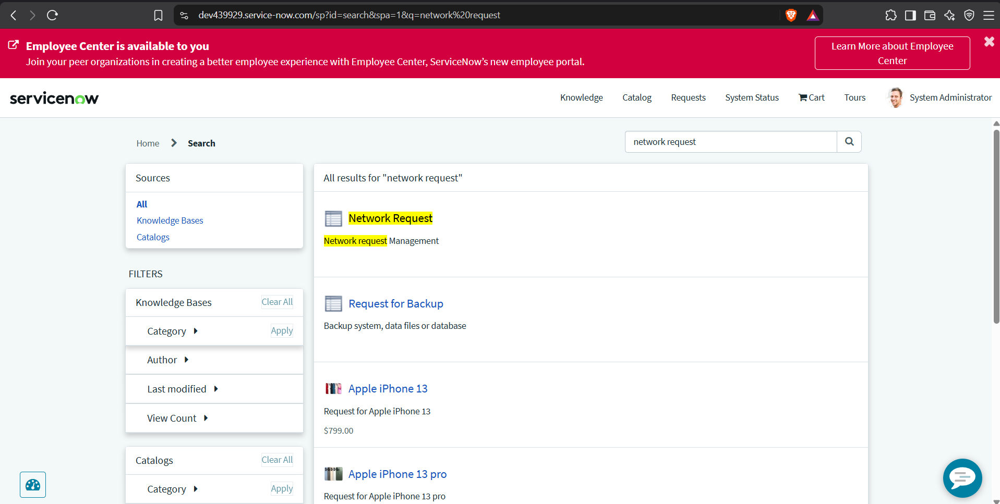 dev439929.service-now.com/sp?id=search&spa=1&q=network%20request
Employee Center is available to you
Join your peer organizations in creating a better employee experience with Employee Center, ServiceNow’s new employee portal.
Learn More about Employee
Center
servicenow
Knowledge
Catalog
Requests
System Status
Cart
Tours
System Administrator
Home
Search
network request
Sources
All
Knowledge Bases
Catalogs
FILTERS
Knowledge Bases
Clear All
Category
Apply
Author
Last modified
View Count
Catalogs
Clear All
Category
Apply
All results for "network request"
Network Request
Network request Management
Request for Backup
Backup system, data files or database
Apple iPhone 13
Request for Apple iPhone 13
$799.00
Apple iPhone 13 pro
Request for Apple iPhone 13 pro